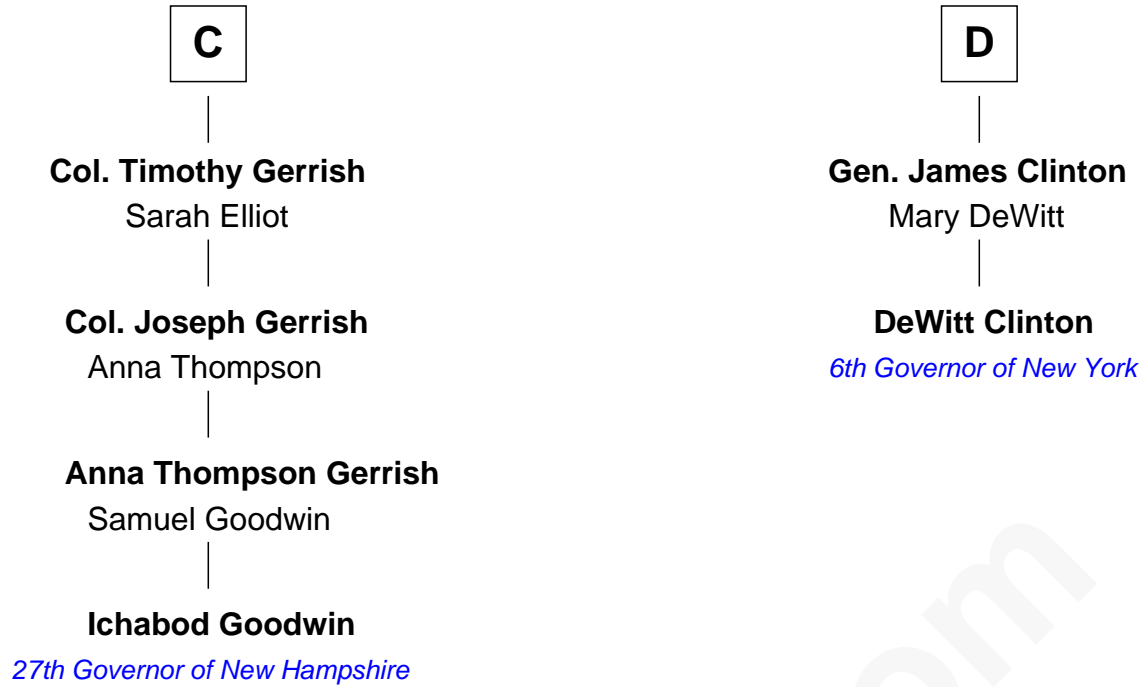 C
D
Col. Timothy Gerrish
Sarah Elliot
Gen. James Clinton
Mary DeWitt
Col. Joseph Gerrish
Anna Thompson
DeWitt Clinton
6th Governor of New York
Anna Thompson Gerrish
Samuel Goodwin
Ichabod Goodwin
27th Governor of New Hampshire
om